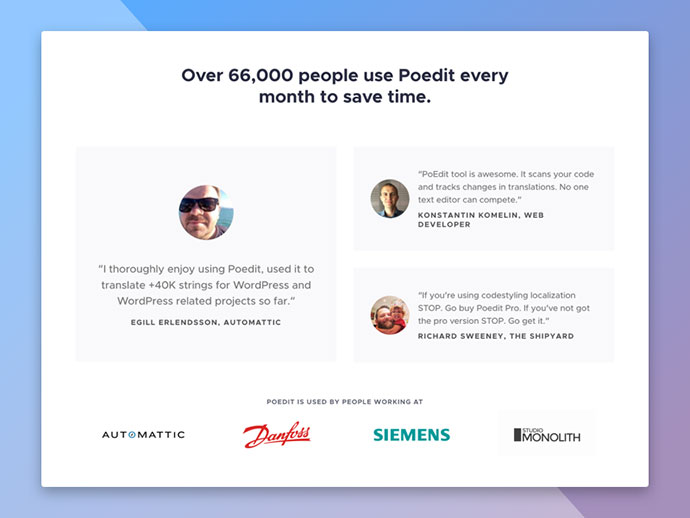 Over 66,000 people use Poedit every
month to save time.
"I thoroughly enjoy using Poedit, used it to
translate +40K strings for WordPress and
WordPress related projects so far."
EGILL ERLENDSSON, AUTOMATTIC
"PoEdit tool is awesome. It scans your code
and tracks changes in translations. No one
text editor can compete."
KONSTANTIN KOMELIN, WEB
DEVELOPER
"If you're using codestyling localization
STOP. Go buy Poedit Pro. If you've not got
the pro version STOP. Go get it."
RICHARD SWEENEY, THE SHIPYARD
POEDIT IS USED BY PEOPLE WORKING AT
AUTOMATTIC
Danfoss
SIEMENS
STUDIO
MONOLITH